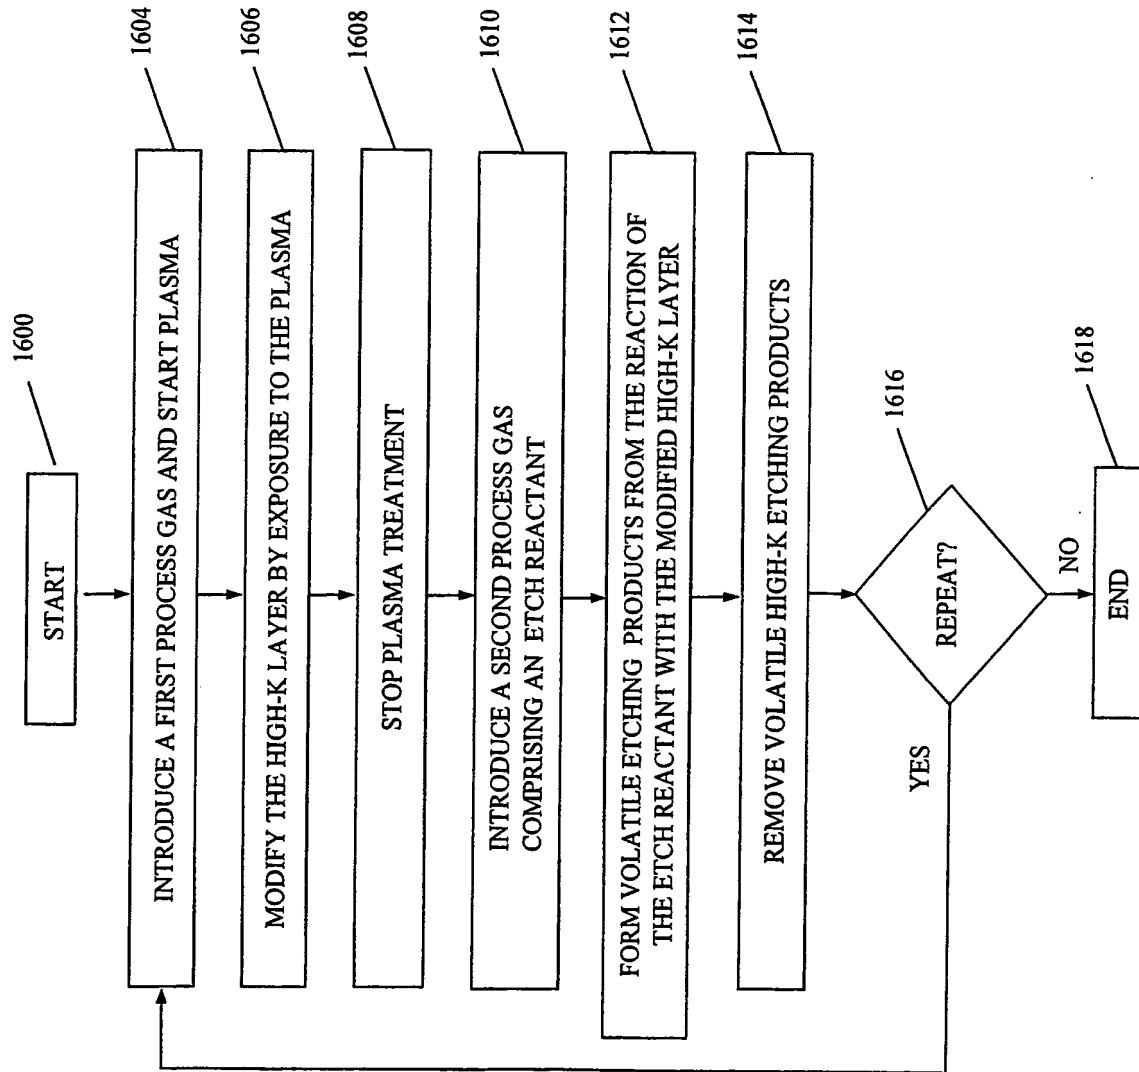 1600
START
1604
INTRODUCE A FIRST PROCESS GAS AND START PLASMA
1606
MODIFY THE HIGH-K LAYER BY EXPOSURE TO THE PLASMA
1608
STOP PLASMA TREATMENT
1610
INTRODUCE A SECOND PROCESS GAS
COMPRISING AN ETCH REACTANT
1612
FORM VOLATILE ETCHING PRODUCTS FROM THE REACTION OF
THE ETCH REACTANT WITH THE MODIFIED HIGH-K LAYER
1614
REMOVE VOLATILE HIGH-K ETCHING PRODUCTS
1616
REPEAT?
YES
NO
1618
END